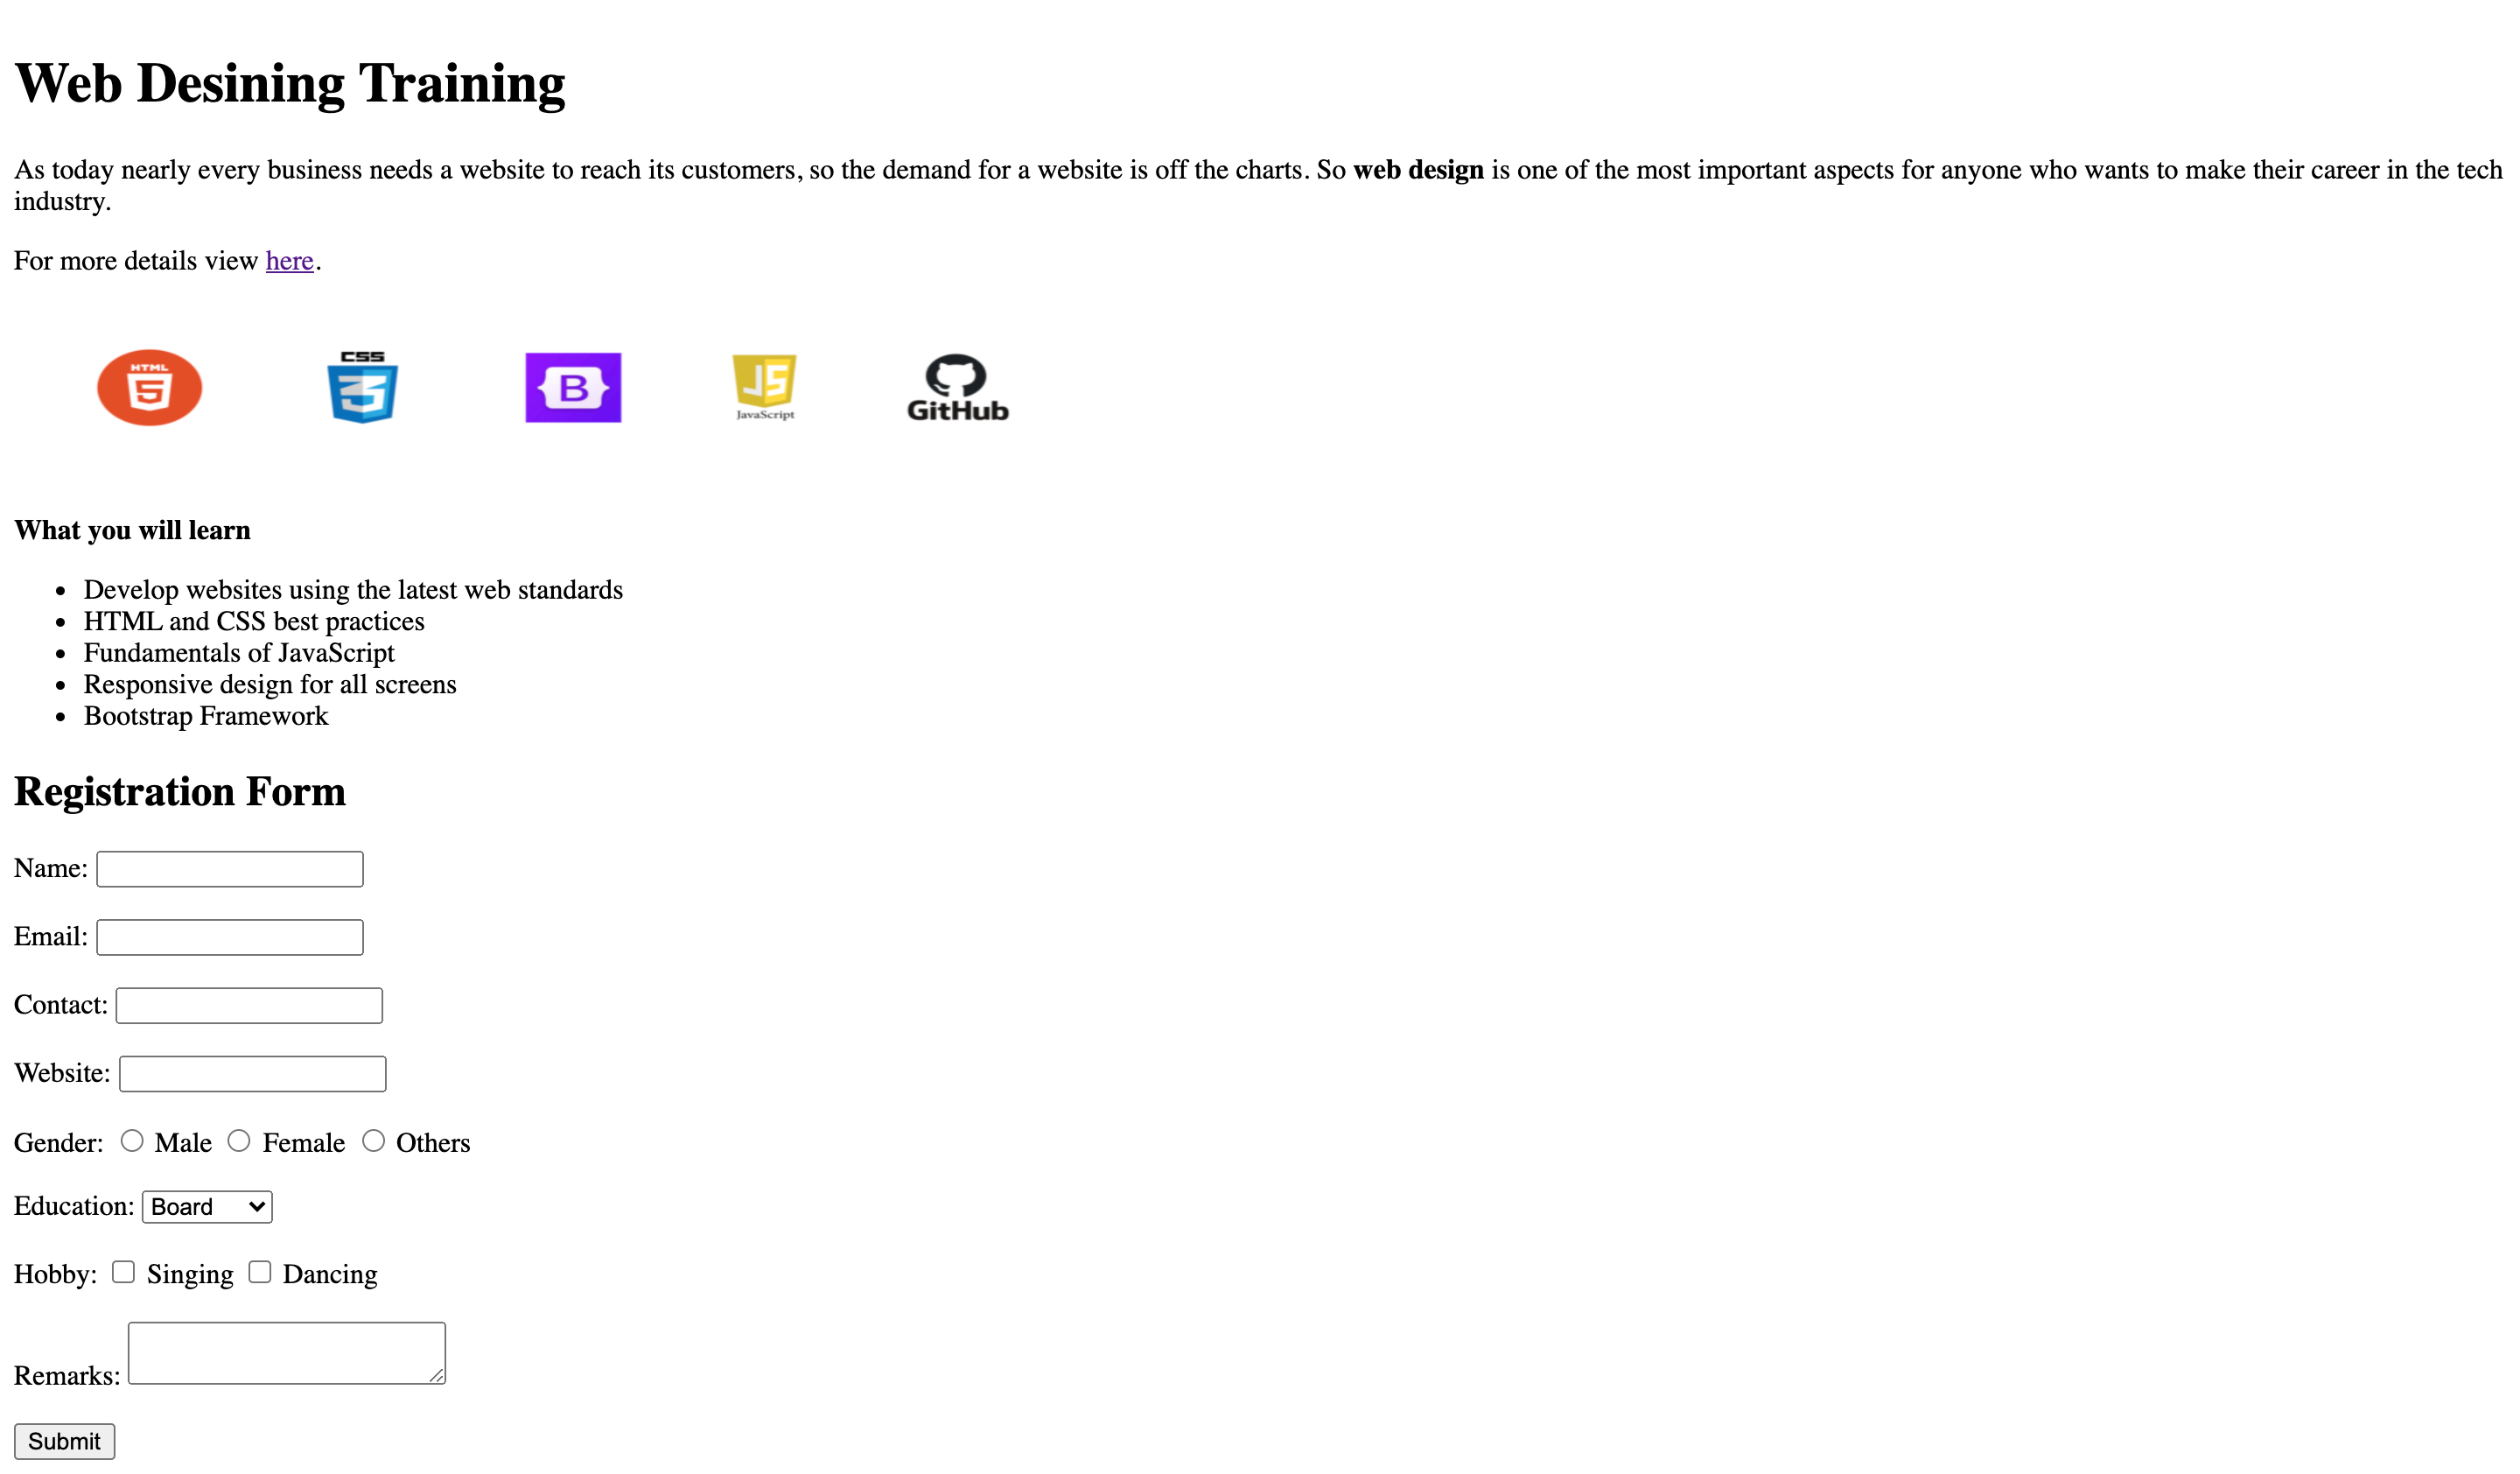 Web Desining Training
As today nearly every business needs a website to reach its customers, so the demand for a website is off the charts. So web design is one of the most important aspects for anyone who wants to make their career in the tech
industry.
For more details view here.
HTML 5 CSS 3 B JS JavaScript GitHub
What you will learn
• Develop websites using the latest web standards
• HTML and CSS best practices
• Fundamentals of JavaScript
• Responsive design for all screens
• Bootstrap Framework
Registration Form
Name:
Email:
Contact:
Website:
Gender: Male Female Others
Education: Board
Hobby: Singing Dancing
Remarks:
Submit